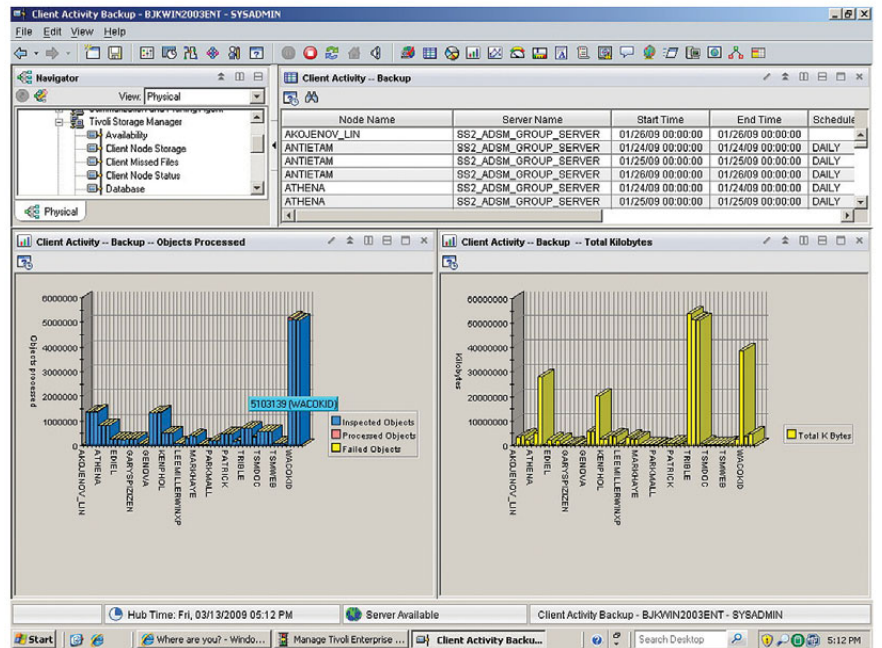 Client Activity Backup - BJKWIN2003ENT - SYSADMIN
File Edit View Help
Navigator
View: Physical
Tivoli Storage Manager
Availability
Client Node Storage
Client Missed Files
Client Node Status
Database
Physical
Client Activity -- Backup
Node Name Server Name Start Time End Time Schedule
AKOJENOV_LIN SS2_ADSM_GROUP_SERVER 01/26/09 00:00:00 01/26/09 00:00:00
ANTIETAM SS2_ADSM_GROUP_SERVER 01/24/09 00:00:00 01/24/09 00:00:00 DAILY
ANTIETAM SS2_ADSM_GROUP_SERVER 01/25/09 00:00:00 01/25/09 00:00:00 DAILY
ANTIETAM SS2_ADSM_GROUP_SERVER 01/26/09 00:00:00 01/26/09 00:00:00 DAILY
ATHENA SS2_ADSM_GROUP_SERVER 01/24/09 00:00:00 01/24/09 00:00:00 DAILY
ATHENA SS2_ADSM_GROUP_SERVER 01/25/09 00:00:00 01/25/09 00:00:00 DAILY
Client Activity -- Backup -- Objects Processed
6000000
5000000
4000000
3000000
2000000
1000000
0
Objects processed
5103139 (WACOKID)
Inspected Objects
Processed Objects
Failed Objects
AKOJENOV_LIN
ATHENA
EDIEL
GARYSPIZIZEN
GENOVA
KENPHOL
LEEMILLERWINXP
MARKHAYE
PARKMALL
PATRICK
TRIBLE
TSMDOC
TSMWEB
WACOKID
Client Activity -- Backup -- Total Kilobytes
60000000
50000000
40000000
30000000
20000000
10000000
0
Kilobytes
Total K Bytes
AKOJENOV_LIN
ATHENA
EDIEL
GARYSPIZIZEN
GENOVA
KENPHOL
LEEMILLERWINXP
MARKHAYE
PARKMALL
PATRICK
TRIBLE
TSMDOC
TSMWEB
WACOKID
Hub Time: Fri, 03/13/2009 05:12 PM
Server Available
Client Activity Backup - BJKWIN2003ENT - SYSADMIN
Start
Where are you? - Windo...
Manage Tivoli Enterprise ...
Client Activity Backu...
Search Desktop
5:12 PM